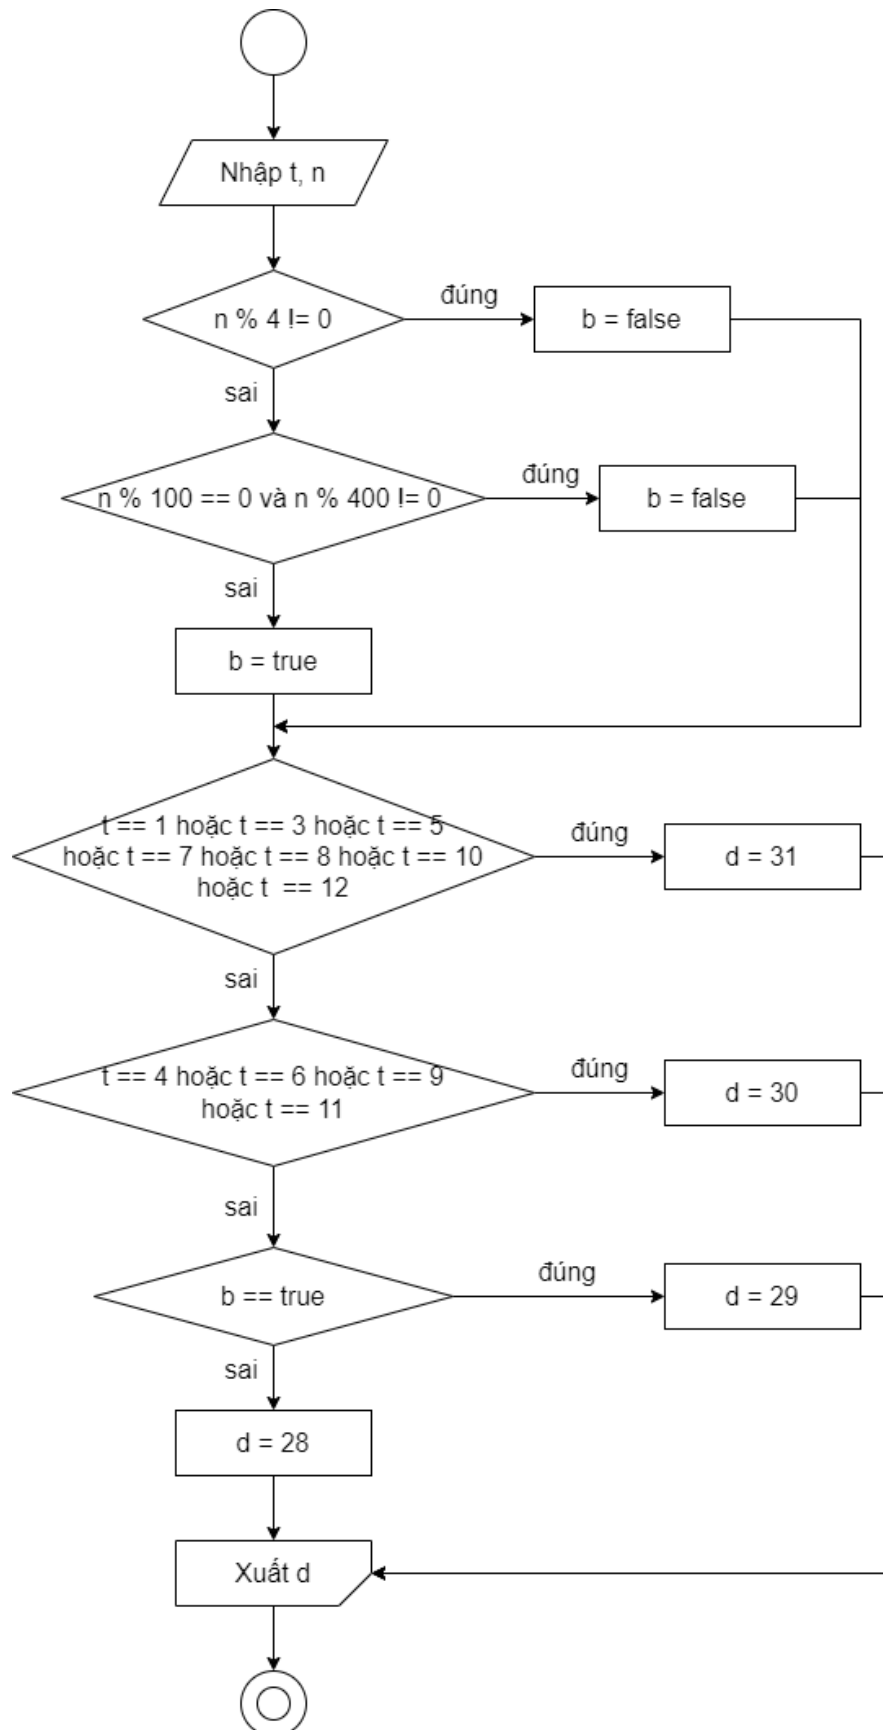 Nhập t, n
n % 4 != 0
đúng
b = false
sai
n % 100 == 0 và n % 400 != 0
đúng
b = false
sai
b = true
t == 1 hoặc t == 3 hoặc t == 5
hoặc t == 7 hoặc t == 8 hoặc t == 10
hoặc t == 12
đúng
d = 31
sai
t == 4 hoặc t == 6 hoặc t == 9
hoặc t == 11
đúng
d = 30
sai
b == true
đúng
d = 29
sai
d = 28
Xuất d